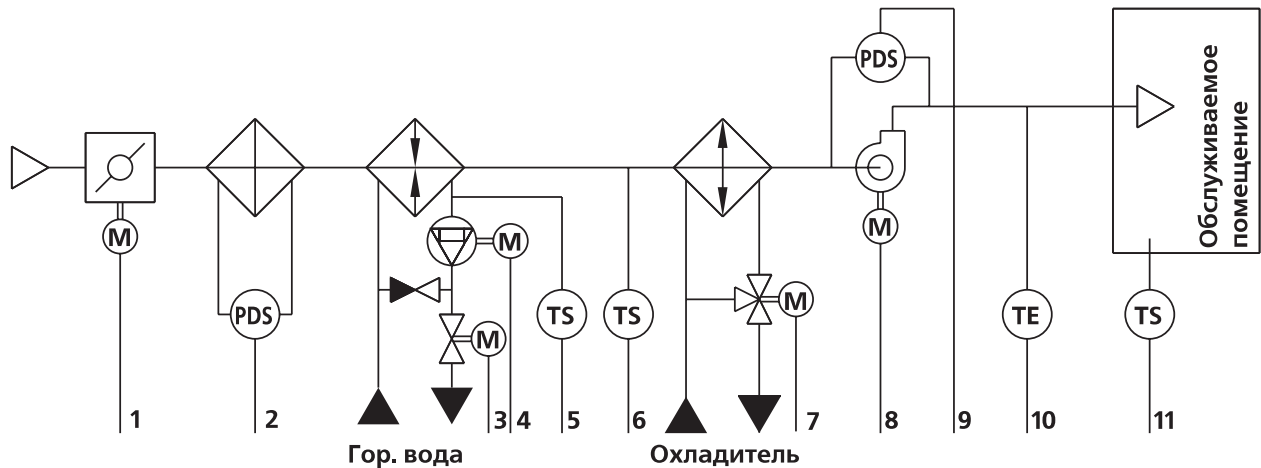 PDS
Обслуживаемое
помещение
M
M
M
PDS
TS
TS
M
TE
TS
M
1
2
3
4
5
6
7
8
9
10
11
Гор. вода
Охладитель